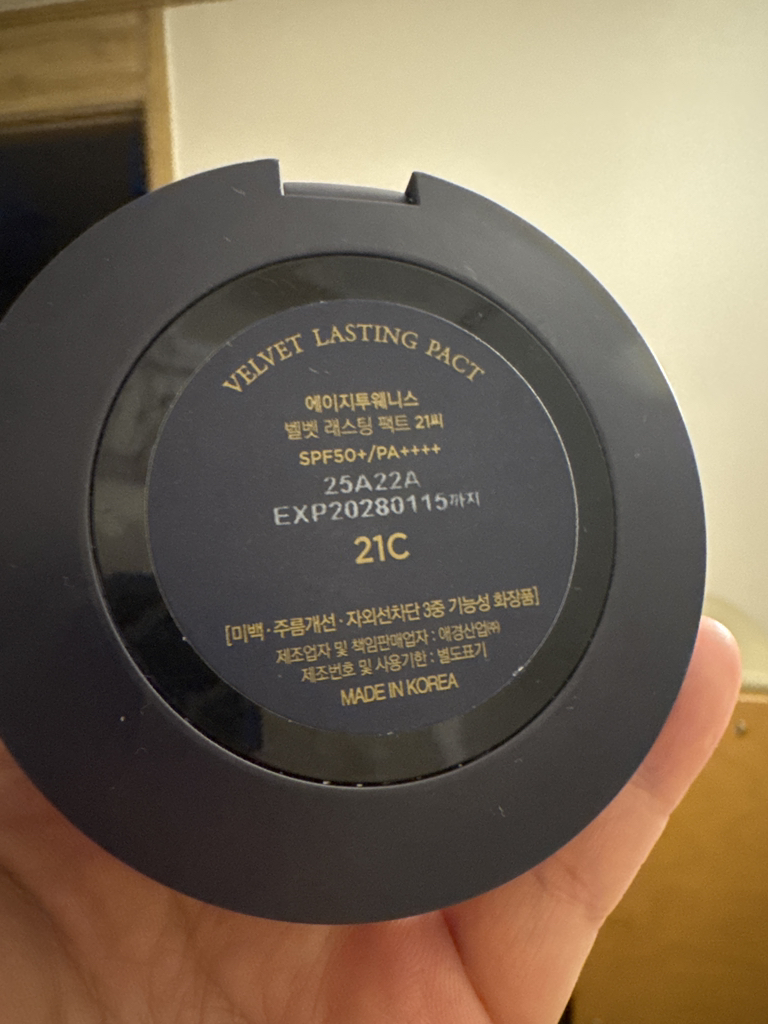 VELVET LASTING PACT
에이지투웨니스
벨벳 래스팅 팩트 21씨
SPF50+/PA++++
25A22A
EXP20280115까지
21C
[미백·주름개선·자외선차단 3중 기능성 화장품]
제조업자 및 책임판매업자 : 애경산업㈜
제조번호 및 사용기한 : 별도표기
MADE IN KOREA